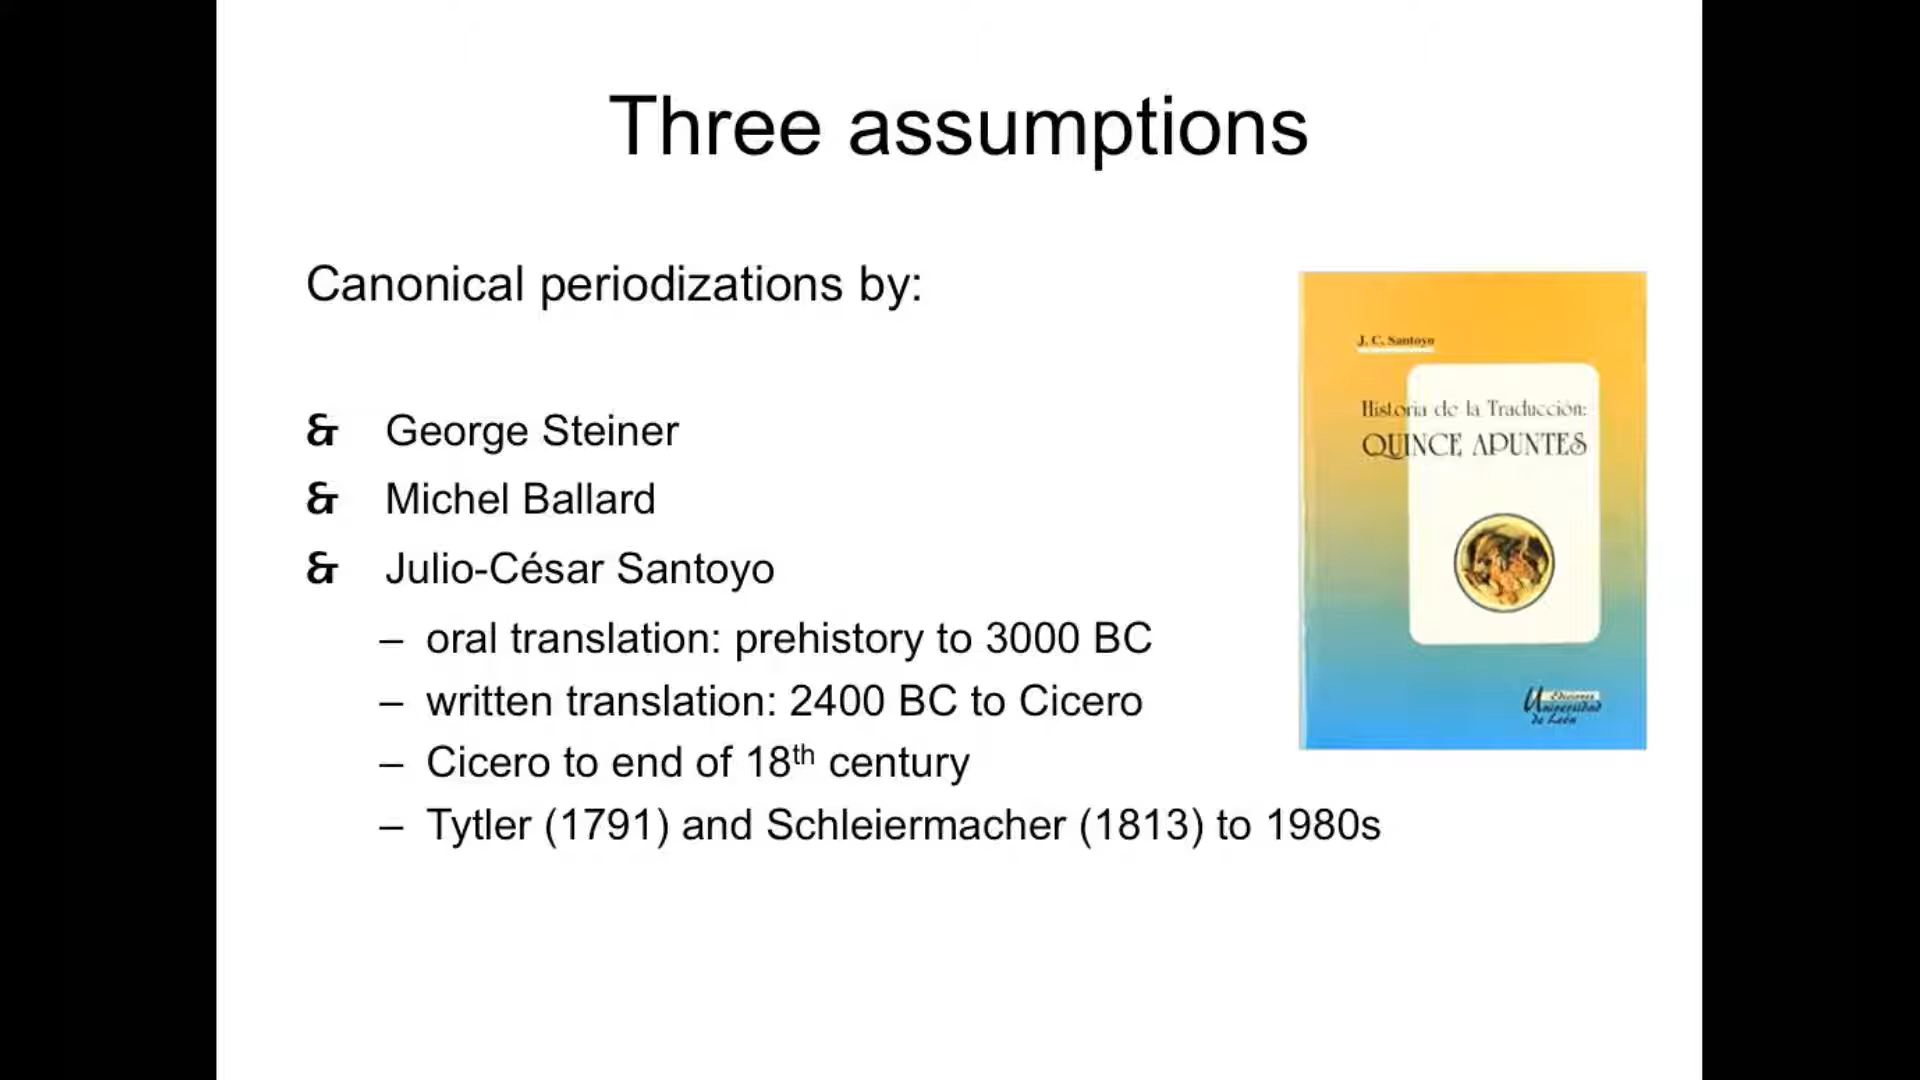 Three assumptions
Canonical periodizations by:
& George Steiner
& Michel Ballard
& Julio-César Santoyo
– oral translation: prehistory to 3000 BC
– written translation: 2400 BC to Cicero
– Cicero to end of 18th century
– Tytler (1791) and Schleiermacher (1813) to 1980s
J. C. Santoyo
Historia de la Traducción:
QUINCE APUNTES
Ediciones
Universidad
de León